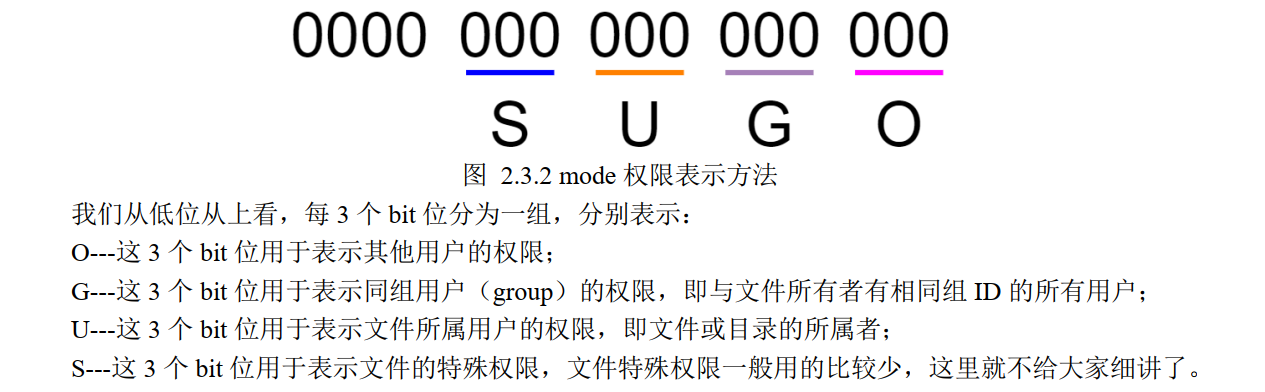 0000 000 000 000 000
S U G O
图 2.3.2 mode 权限表示方法
我们从低位从上看，每 3 个 bit 位分为一组，分别表示：
O---这 3 个 bit 位用于表示其他用户的权限；
G---这 3 个 bit 位用于表示同组用户（group）的权限，即与文件所有者有相同组 ID 的所有用户；
U---这 3 个 bit 位用于表示文件所属用户的权限，即文件或目录的所属者；
S---这 3 个 bit 位用于表示文件的特殊权限，文件特殊权限一般用的比较少，这里就不给大家细讲了。